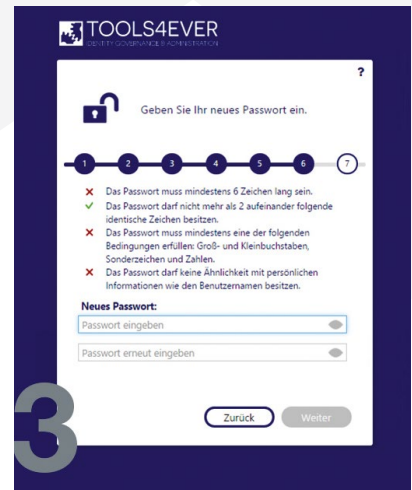 TOOLS4EVER
IDENTITY GOVERNANCE & ADMINISTRATION
?
Geben Sie Ihr neues Passwort ein.
1 2 3 4 5 6 7
Das Passwort muss mindestens 6 Zeichen lang sein.
Das Passwort darf nicht mehr als 2 aufeinander folgende
identische Zeichen besitzen.
Das Passwort muss mindestens eine der folgenden
Bedingungen erfüllen: Groß- und Kleinbuchstaben,
Sonderzeichen und Zahlen.
Das Passwort darf keine Ähnlichkeit mit persönlichen
Informationen wie den Benutzernamen besitzen.
Neues Passwort:
Passwort eingeben
Passwort erneut eingeben
Zurück Weiter
3